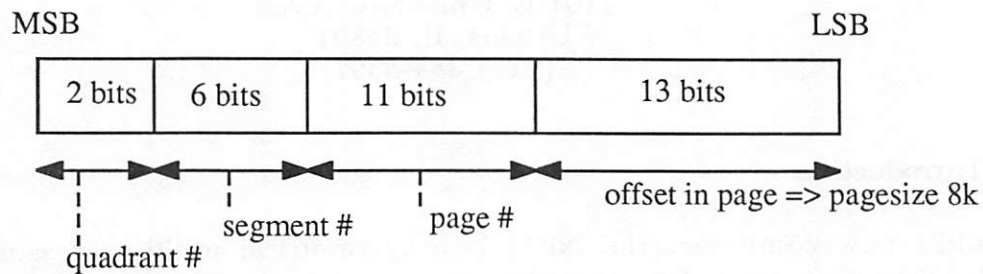 MSB LSB
2 bits 6 bits 11 bits 13 bits
offset in page => pagesize 8k
segment # page #
quadrant #